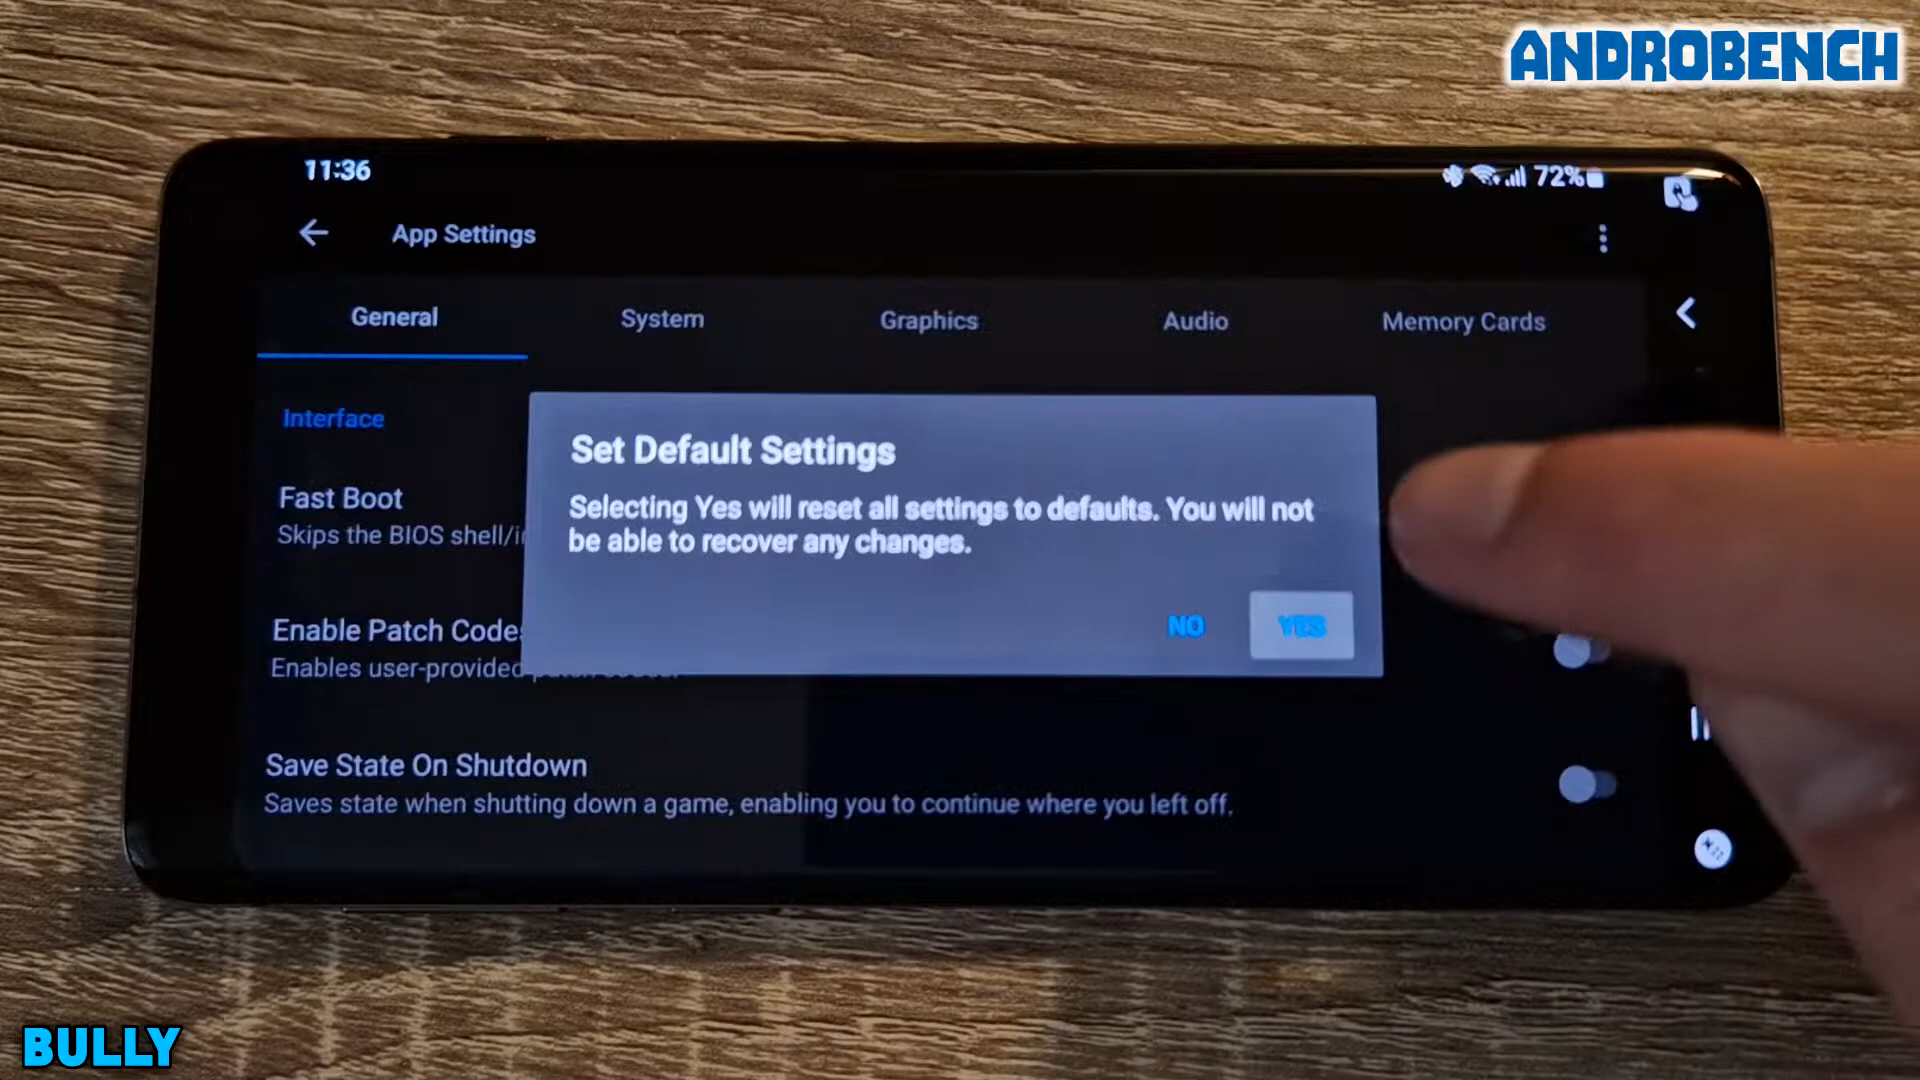 ANDROBENCH
11:36
72%
App Settings
General
System
Graphics
Audio
Memory Cards
Interface
Set Default Settings
Selecting Yes will reset all settings to defaults. You will not
be able to recover any changes.
NO
YES
Fast Boot
Skips the BIOS shell/
Enable Patch Code
Enables user-provided
Save State On Shutdown
Saves state when shutting down a game, enabling you to continue where you left off.
BULLY